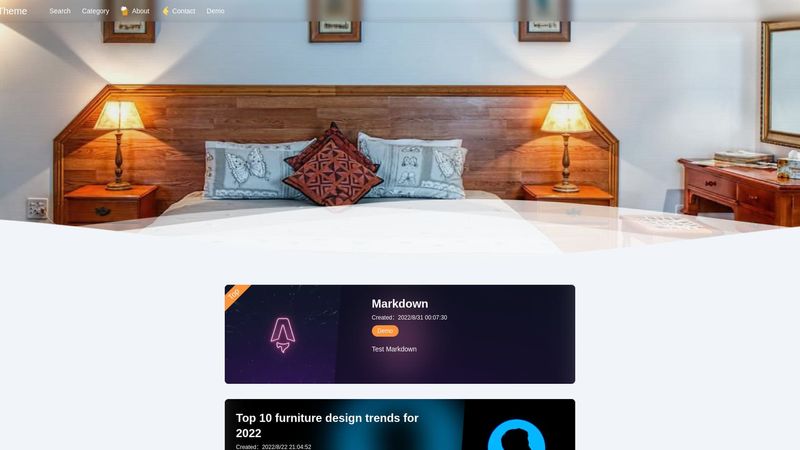 Theme
Search
Category
About
Contact
Demo
Top
Markdown
Created：2022/8/31 00:07:30
Demo
Test Markdown
Top 10 furniture design trends for
2022
Created：2022/8/22 21:04:52